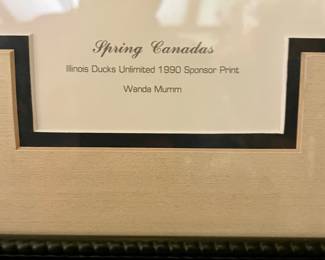 Spring Canadas
Illinois Ducks Unlimited 1990 Sponsor Print
Wanda Mumm